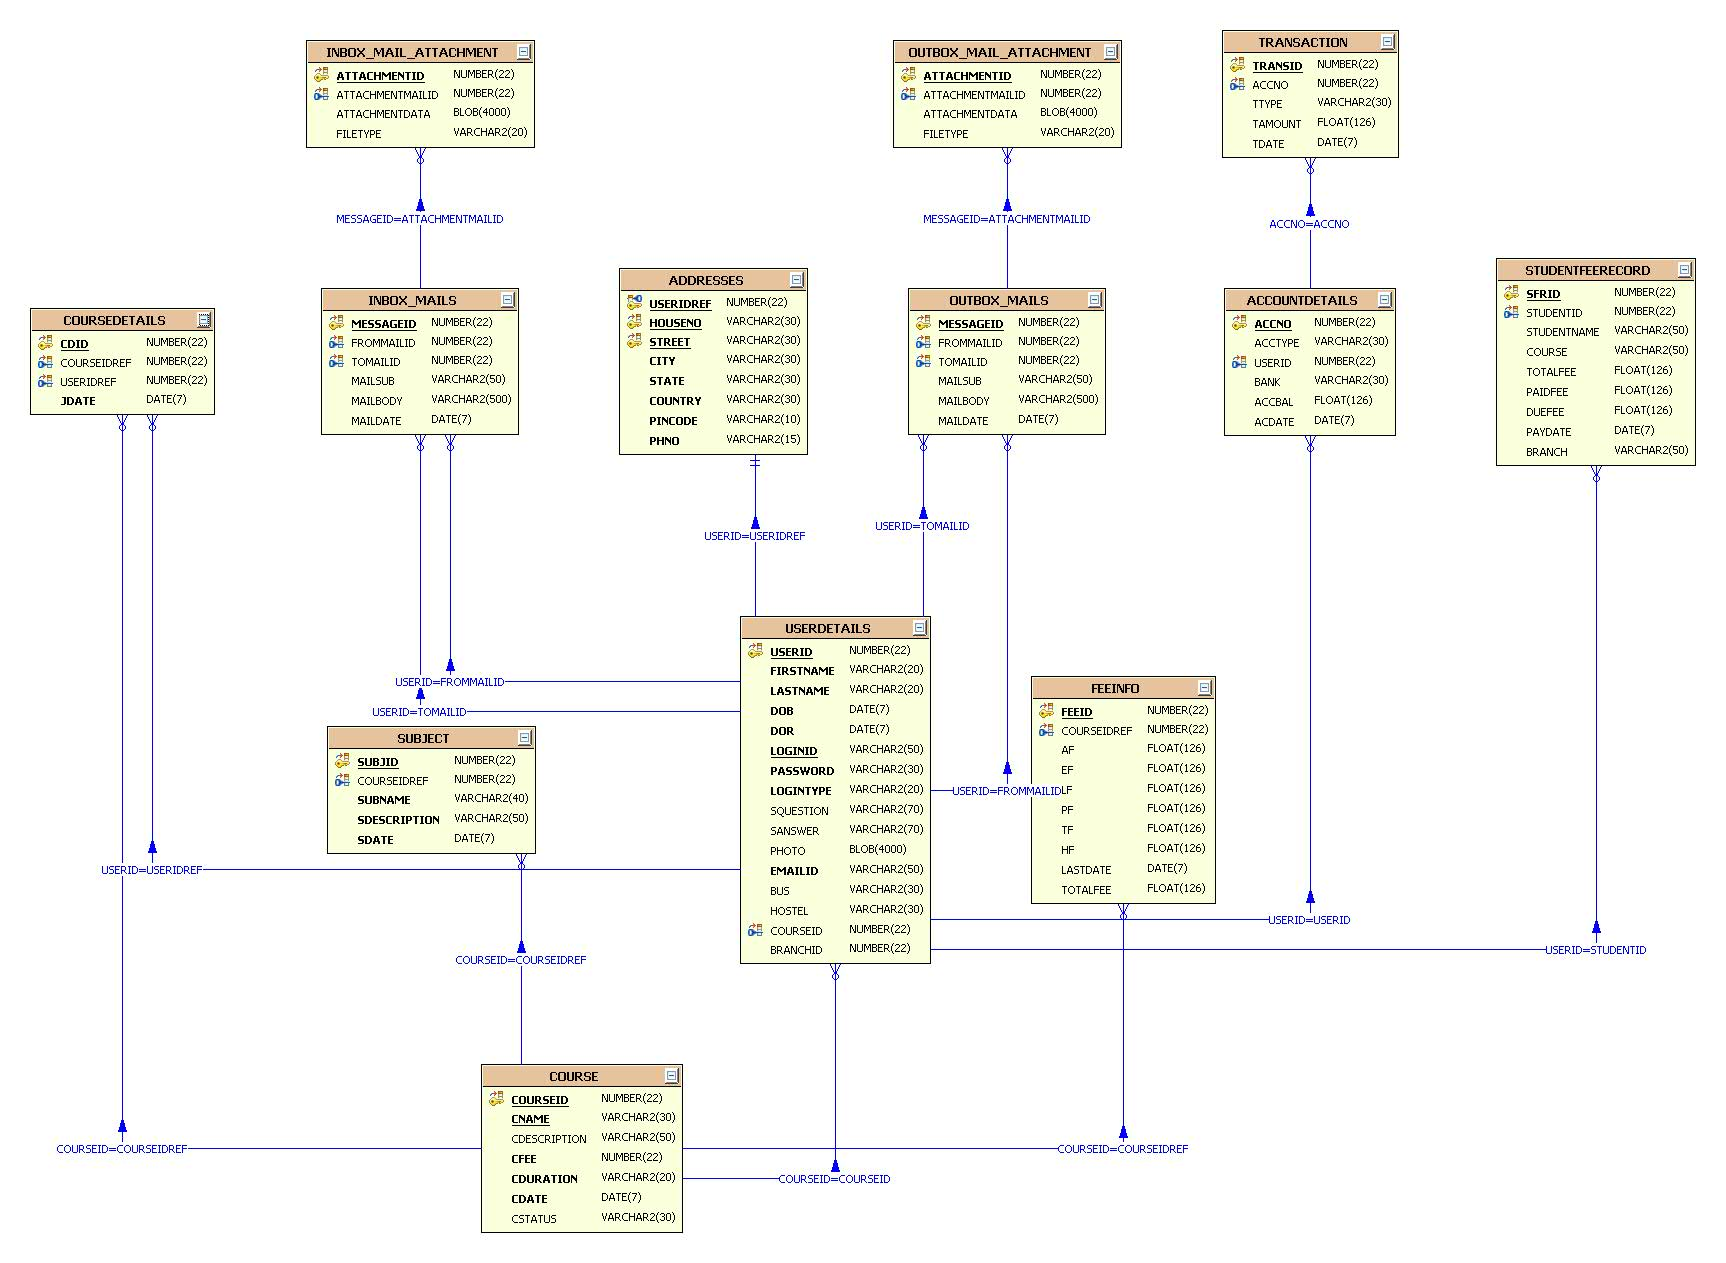 INBOX_MAIL_ATTACHMENT
ATTACHMENTID NUMBER(22)
ATTACHMENTMAILID NUMBER(22)
ATTACHMENTDATA BLOB(4000)
FILETYPE VARCHAR2(20)
OUTBOX_MAIL_ATTACHMENT
ATTACHMENTID NUMBER(22)
ATTACHMENTMAILID NUMBER(22)
ATTACHMENTDATA BLOB(4000)
FILETYPE VARCHAR2(20)
TRANSACTION
TRANSID NUMBER(22)
ACCNO NUMBER(22)
TTYPE VARCHAR2(30)
TAMOUNT FLOAT(126)
TDATE DATE(7)
MESSAGEID=ATTACHMENTMAILID
MESSAGEID=ATTACHMENTMAILID
ACCNO=ACCNO
COURSEDETAILS
CDID NUMBER(22)
COURSEIDREF NUMBER(22)
USERIDREF NUMBER(22)
JDATE DATE(7)
INBOX_MAILS
MESSAGEID NUMBER(22)
FROMMAILID NUMBER(22)
TOMAILID NUMBER(22)
MAILSUB VARCHAR2(50)
MAILBODY VARCHAR2(500)
MAILDATE DATE(7)
ADDRESSES
USERIDREF NUMBER(22)
HOUSENO VARCHAR2(30)
STREET VARCHAR2(30)
CITY VARCHAR2(30)
STATE VARCHAR2(30)
COUNTRY VARCHAR2(30)
PINCODE VARCHAR2(10)
PHNO VARCHAR2(15)
OUTBOX_MAILS
MESSAGEID NUMBER(22)
FROMMAILID NUMBER(22)
TOMAILID NUMBER(22)
MAILSUB VARCHAR2(50)
MAILBODY VARCHAR2(500)
MAILDATE DATE(7)
ACCOUNTDETAILS
ACCNO NUMBER(22)
ACCTYPE VARCHAR2(30)
USERID NUMBER(22)
BANK VARCHAR2(30)
ACCBAL FLOAT(126)
ACDATE DATE(7)
STUDENTFEERECORD
SFRID NUMBER(22)
STUDENTID NUMBER(22)
STUDENTNAME VARCHAR2(50)
COURSE VARCHAR2(50)
TOTALFEE FLOAT(126)
PAIDFEE FLOAT(126)
DUEFEE FLOAT(126)
PAYDATE DATE(7)
BRANCH VARCHAR2(50)
USERID=USERIDREF
USERID=TOMAILID
USERID=FROMMAILID
USERID=TOMAILID
USERDETAILS
USERID NUMBER(22)
FIRSTNAME VARCHAR2(20)
LASTNAME VARCHAR2(20)
DOB DATE(7)
DOR DATE(7)
LOGINID VARCHAR2(50)
PASSWORD VARCHAR2(30)
LOGINTYPE VARCHAR2(20)
SQUESTION VARCHAR2(70)
SANSWER VARCHAR2(70)
PHOTO BLOB(4000)
EMAILID VARCHAR2(50)
BUS VARCHAR2(30)
HOSTEL VARCHAR2(30)
COURSEID NUMBER(22)
BRANCHID NUMBER(22)
FEEINFO
FEEID NUMBER(22)
COURSEIDREF NUMBER(22)
AF FLOAT(126)
EF FLOAT(126)
LF FLOAT(126)
PF FLOAT(126)
TF FLOAT(126)
HF FLOAT(126)
LASTDATE DATE(7)
TOTALFEE FLOAT(126)
USERID=FROMMAILID
SUBJECT
SUBJID NUMBER(22)
COURSEIDREF NUMBER(22)
SUBNAME VARCHAR2(40)
SDESCRIPTION VARCHAR2(50)
SDATE DATE(7)
USERID=USERIDREF
USERID=USERID
USERID=STUDENTID
COURSEID=COURSEIDREF
COURSE
COURSEID NUMBER(22)
CNAME VARCHAR2(30)
CDESCRIPTION VARCHAR2(50)
CFEE NUMBER(22)
CDURATION VARCHAR2(20)
CDATE DATE(7)
CSTATUS VARCHAR2(30)
COURSEID=COURSEIDREF
COURSEID=COURSEIDREF
COURSEID=COURSEID